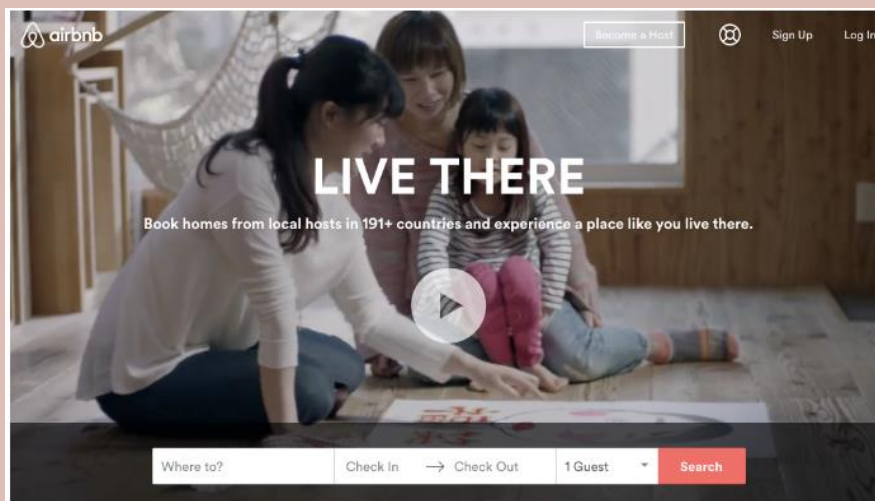 airbnb
Become a Host
Sign Up
Log In
LIVE THERE
Book homes from local hosts in 191+ countries and experience a place like you live there.
Where to?
Check In → Check Out
1 Guest
Search